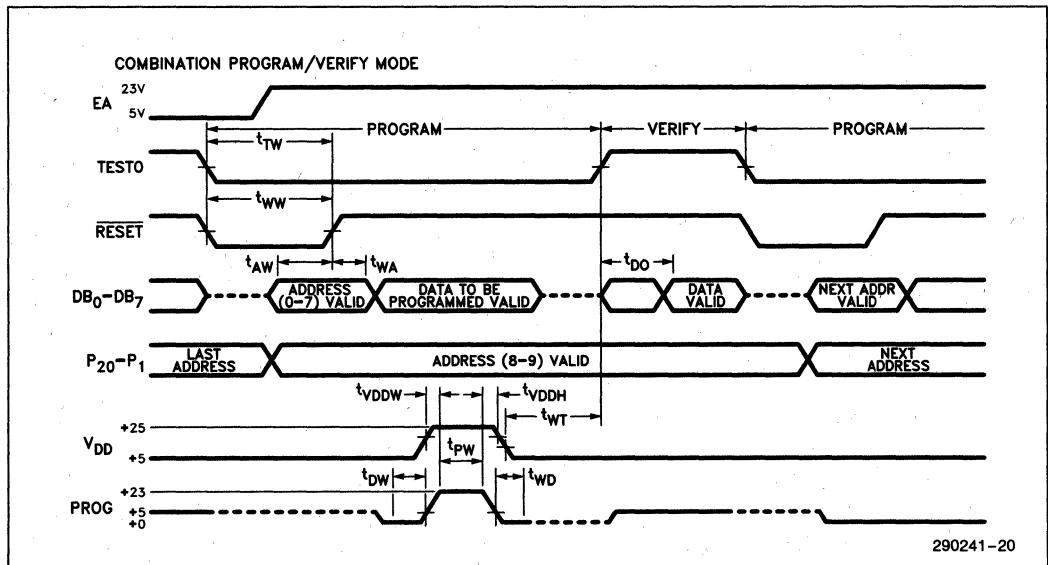 COMBINATION PROGRAM/VERIFY MODE
EA 23V
5V
PROGRAM VERIFY PROGRAM
tTW
TEST0
tWW
RESET
tAW tWA tDO
DB0-DB7 ADDRESS (0-7) VALID DATA TO BE PROGRAMMED VALID DATA VALID NEXT ADDR VALID
P20-P1 LAST ADDRESS ADDRESS (8-9) VALID NEXT ADDRESS
tVDDW tVDDH
tWT
VDD +25
+5
tPW
tDW tWD
PROG +23
+5
+0
290241-20